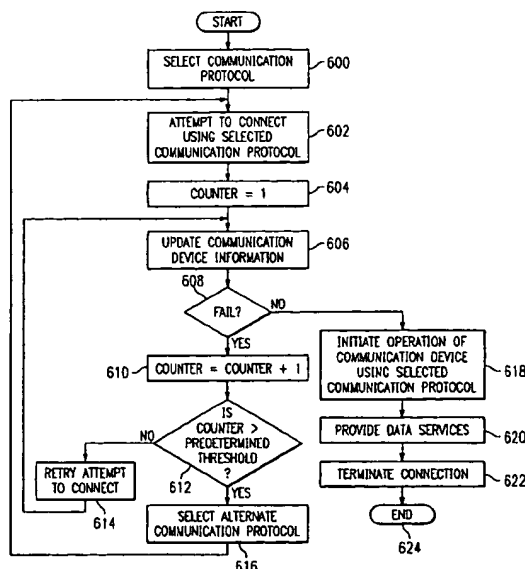 START
SELECT COMMUNICATION
PROTOCOL
600
ATTEMPT TO CONNECT
USING SELECTED
COMMUNICATION PROTOCOL
602
COUNTER = 1
604
UPDATE COMMUNICATION
DEVICE INFORMATION
606
608
FAIL?
NO
YES
610
COUNTER = COUNTER + 1
INITIATE OPERATION OF
COMMUNICATION DEVICE
USING SELECTED
COMMUNICATION PROTOCOL
618
IS
COUNTER >
PREDETERMINED
THRESHOLD
?
NO
612
YES
PROVIDE DATA SERVICES
620
RETRY ATTEMPT
TO CONNECT
614
TERMINATE CONNECTION
622
SELECT ALTERNATE
COMMUNICATION PROTOCOL
616
END
624